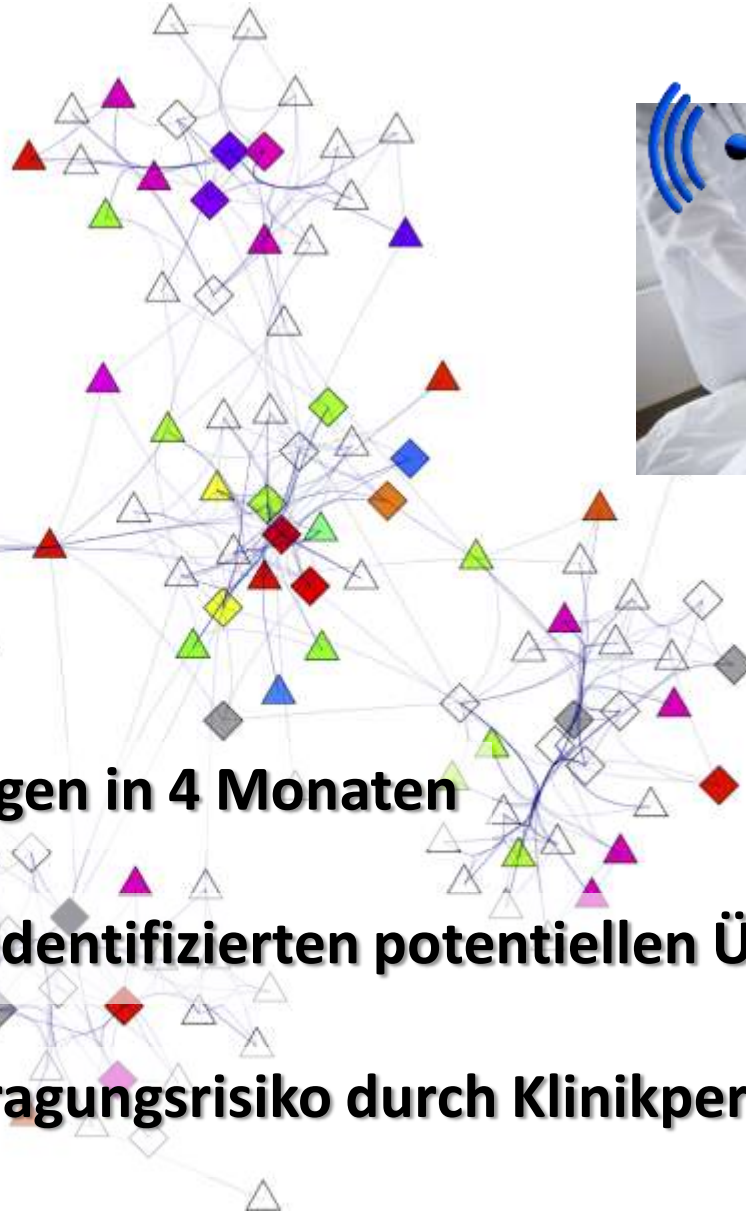 gen in 4 Monaten
dentifizierten potentiellen Ü
ragungsrisiko durch Klinikper